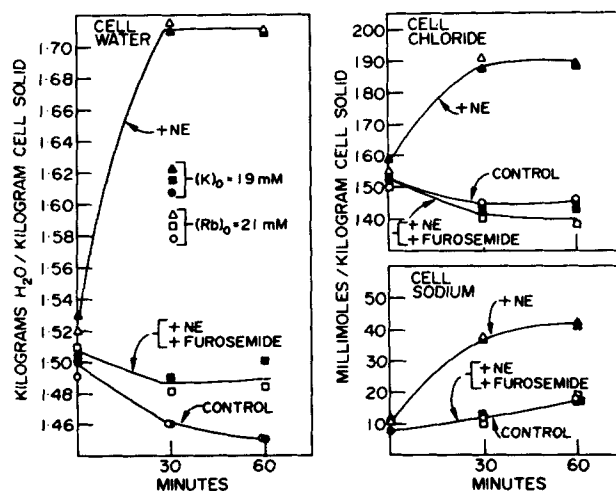 CELL
WATER
KILOGRAMS H₂O/KILOGRAM CELL SOLID
1·70
1·68
1·66
1·64
1·62
1·60
1·58
1·56
1·54
1·52
1·50
1·48
1·46
+NE
(K)₀=19 mM
(Rb)₀=21 mM
+ NE
+ FUROSEMIDE
CONTROL
30
60
MINUTES
CELL
CHLORIDE
MILLIMOLES/KILOGRAM CELL SOLID
200
190
180
170
160
150
140
+NE
CONTROL
+NE
+FUROSEMIDE
CELL
SODIUM
50
40
30
20
10
+NE
+NE
+FUROSEMIDE
CONTROL
30
60
MINUTES